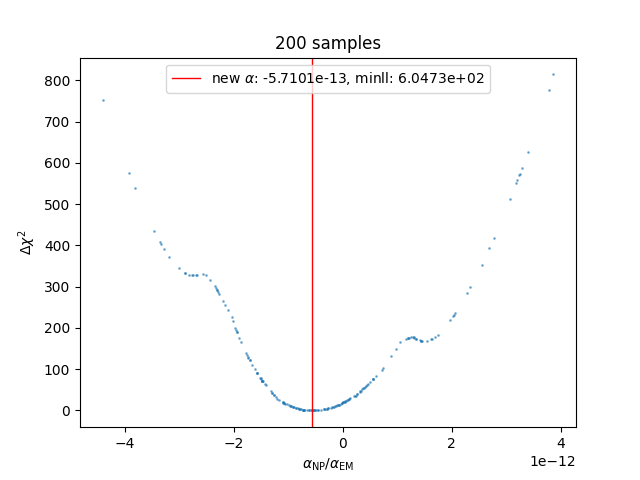 200 samples
new α: -5.7101e-13, minll: 6.0473e+02
800
700
600
500
400
300
200
100
0
Δχ²
−4 −2 0 2 4
1e−12
α_NP/α_EM